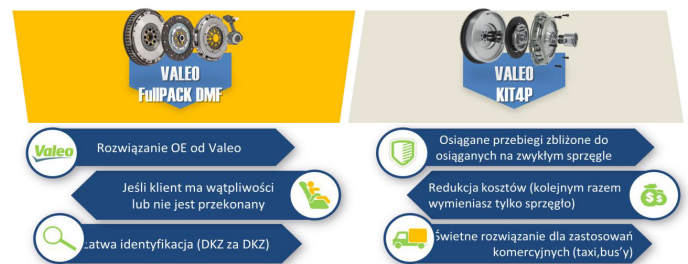 VALEO
FullPACK DMF
VALEO
KIT4P
Valeo
Rozwiązanie OE od Valeo
Jeśli klient ma wątpliwości
lub nie jest przekonany
Łatwa identyfikacja (DKZ za DKZ)
Osiągane przebiegi zbliżone do
osiąganych na zwykłym sprzęgle
Redukcja kosztów (kolejnym razem
wymieniasz tylko sprzęgło)
$$
Świetne rozwiązanie dla zastosowań
komercyjnych (taxi,bus'y)